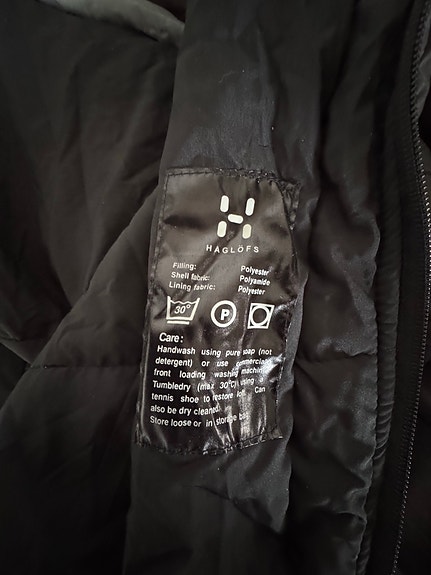 HAGLÖFS
Filling: Polyester
Shell fabric: Polyamide
Lining fabric: Polyester
30°
P
Care:
Handwash using pure soap (not
detergent) or use commercial
front loading washing machine
Tumbledry (max 30°C) using a
tennis shoe to restore loft. Can
also be dry cleaned.
Store loose or in storage bag